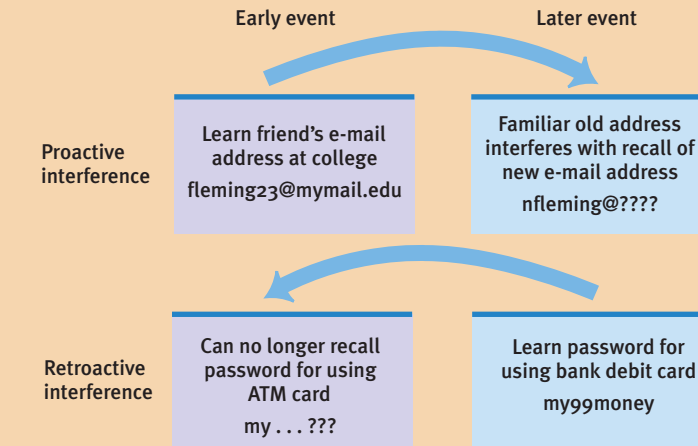 Early event
Later event
Proactive
interference
Learn friend's e-mail
address at college
fleming23@mymail.edu
Familiar old address
interferes with recall of
new e-mail address
nfleming@????
Retroactive
interference
Can no longer recall
password for using
ATM card
my . . . ???
Learn password for
using bank debit card
my99money